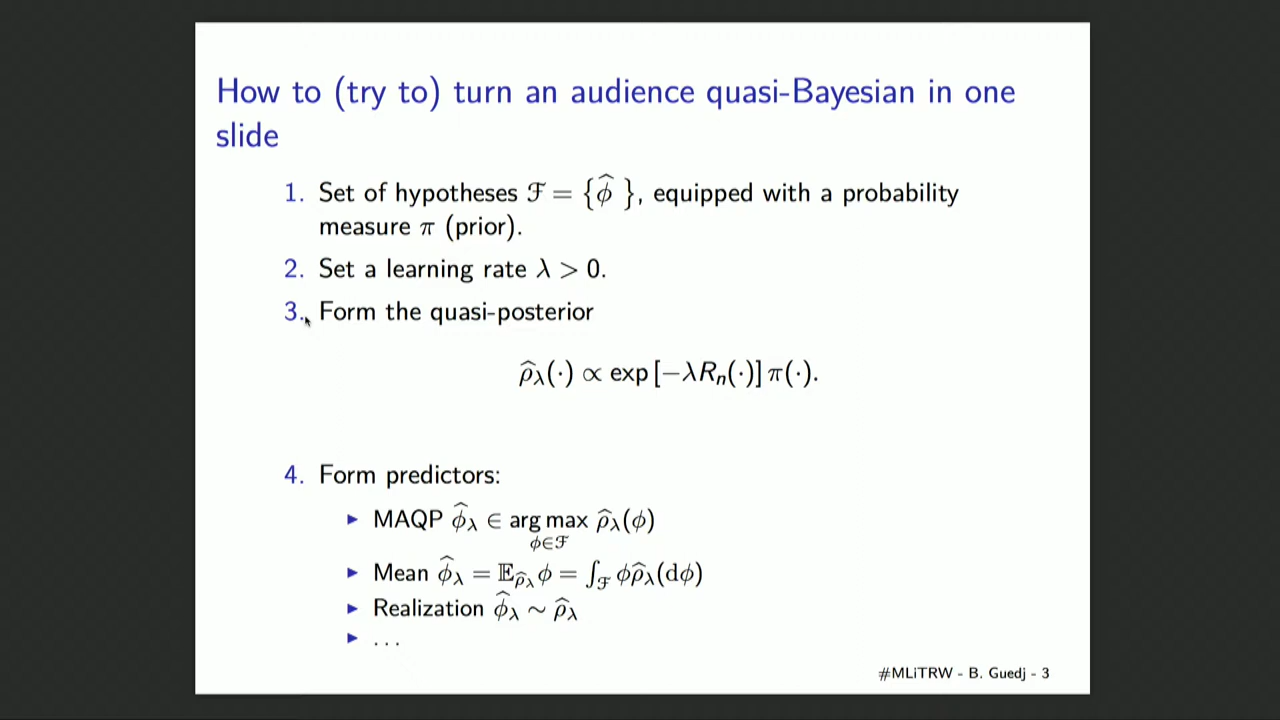 How to (try to) turn an audience quasi-Bayesian in one
slide
1. Set of hypotheses ℱ = {φ̂ }, equipped with a probability
measure π (prior).
2. Set a learning rate λ > 0.
3. Form the quasi-posterior
ρ̂λ(·) ∝ exp [−λRₙ(·)] π(·).
4. Form predictors:
▶ MAQP φ̂λ ∈ arg max ρ̂λ(φ)
φ∈ℱ
▶ Mean φ̂λ = 𝔼ρ̂λ φ = ∫ℱ φρ̂λ(dφ)
▶ Realization φ̂λ ∼ ρ̂λ
▶ . . .
#MLiTRW - B. Guedj - 3